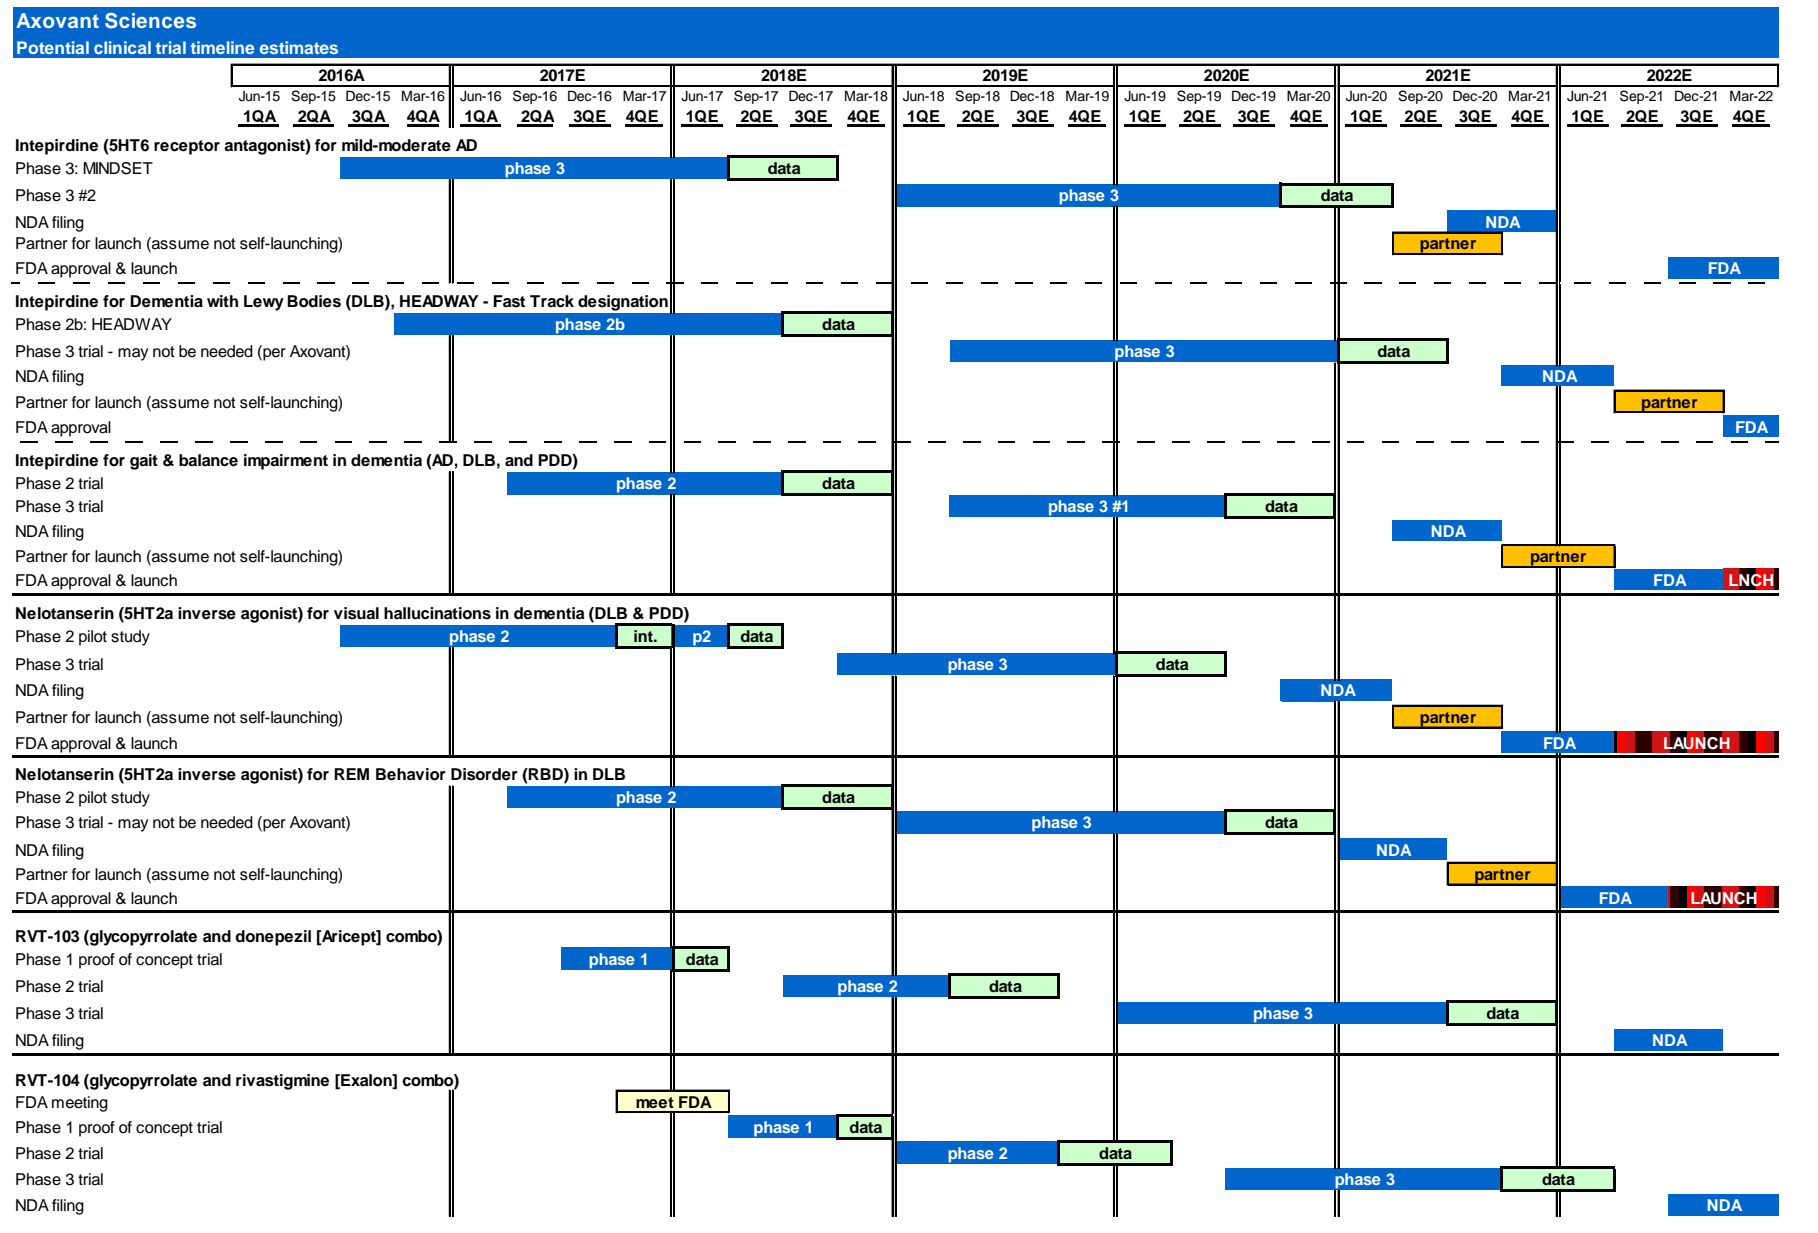 Axovant Sciences
Potential clinical trial timeline estimates
2016A 2017E 2018E 2019E 2020E 2021E 2022E
Jun-15 Sep-15 Dec-15 Mar-16 Jun-16 Sep-16 Dec-16 Mar-17 Jun-17 Sep-17 Dec-17 Mar-18 Jun-18 Sep-18 Dec-18 Mar-19 Jun-19 Sep-19 Dec-19 Mar-20 Jun-20 Sep-20 Dec-20 Mar-21 Jun-21 Sep-21 Dec-21 Mar-22
1QA 2QA 3QA 4QA 1QA 2QA 3QE 4QE 1QE 2QE 3QE 4QE 1QE 2QE 3QE 4QE 1QE 2QE 3QE 4QE 1QE 2QE 3QE 4QE 1QE 2QE 3QE 4QE
Intepirdine (5HT6 receptor antagonist) for mild-moderate AD
Phase 3: MINDSET phase 3 data
Phase 3 #2 phase 3 data
NDA filing NDA
Partner for launch (assume not self-launching) partner
FDA approval & launch FDA
Intepirdine for Dementia with Lewy Bodies (DLB), HEADWAY - Fast Track designation
Phase 2b: HEADWAY phase 2b data
Phase 3 trial - may not be needed (per Axovant) phase 3 data
NDA filing NDA
Partner for launch (assume not self-launching) partner
FDA approval FDA
Intepirdine for gait & balance impairment in dementia (AD, DLB, and PDD)
Phase 2 trial phase 2 data
Phase 3 trial phase 3 #1 data
NDA filing NDA
Partner for launch (assume not self-launching) partner
FDA approval & launch FDA LNCH
Nelotanserin (5HT2a inverse agonist) for visual hallucinations in dementia (DLB & PDD)
Phase 2 pilot study phase 2 int. p2 data
Phase 3 trial phase 3 data
NDA filing NDA
Partner for launch (assume not self-launching) partner
FDA approval & launch FDA LAUNCH
Nelotanserin (5HT2a inverse agonist) for REM Behavior Disorder (RBD) in DLB
Phase 2 pilot study phase 2 data
Phase 3 trial - may not be needed (per Axovant) phase 3 data
NDA filing NDA
Partner for launch (assume not self-launching) partner
FDA approval & launch FDA LAUNCH
RVT-103 (glycopyrrolate and donepezil [Aricept] combo)
Phase 1 proof of concept trial phase 1 data
Phase 2 trial phase 2 data
Phase 3 trial phase 3 data
NDA filing NDA
RVT-104 (glycopyrrolate and rivastigmine [Exalon] combo)
FDA meeting meet FDA
Phase 1 proof of concept trial phase 1 data
Phase 2 trial phase 2 data
Phase 3 trial phase 3 data
NDA filing NDA